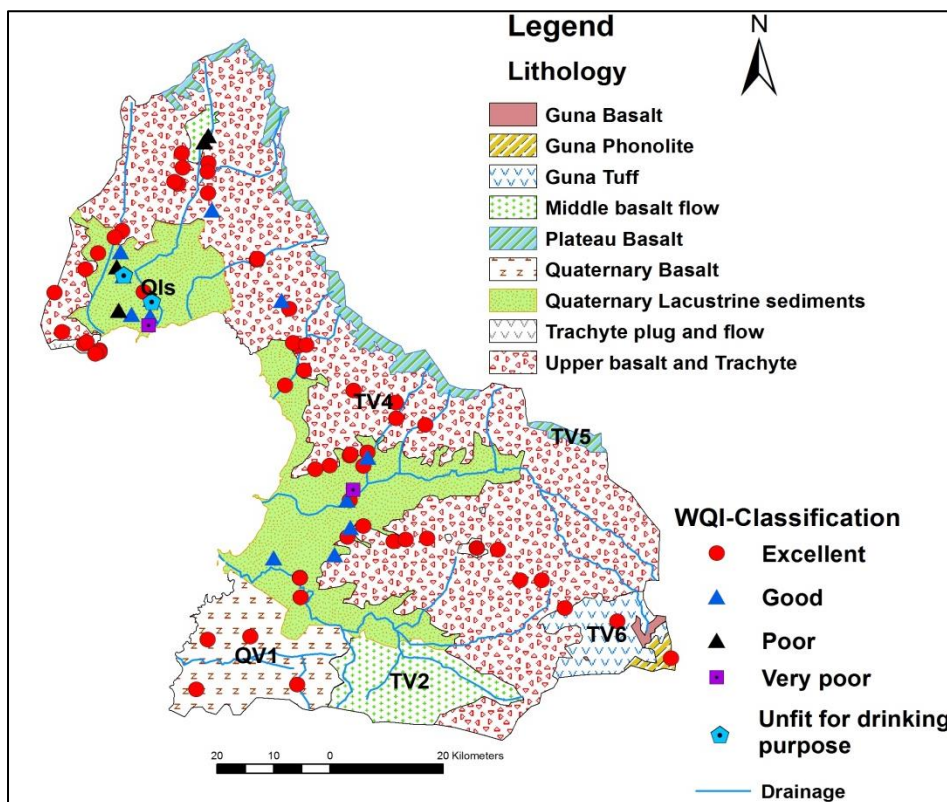 Legend
N
Lithology
Guna Basalt
Guna Phonolite
Guna Tuff
Middle basalt flow
Plateau Basalt
Quaternary Basalt
Quaternary Lacustrine sediments
Trachyte plug and flow
Upper basalt and Trachyte
Qls
TV4
TV5
TV6
QV1
TV2
WQI-Classification
Excellent
Good
Poor
Very poor
Unfit for drinking
purpose
Drainage
20 10 0 20 Kilometers